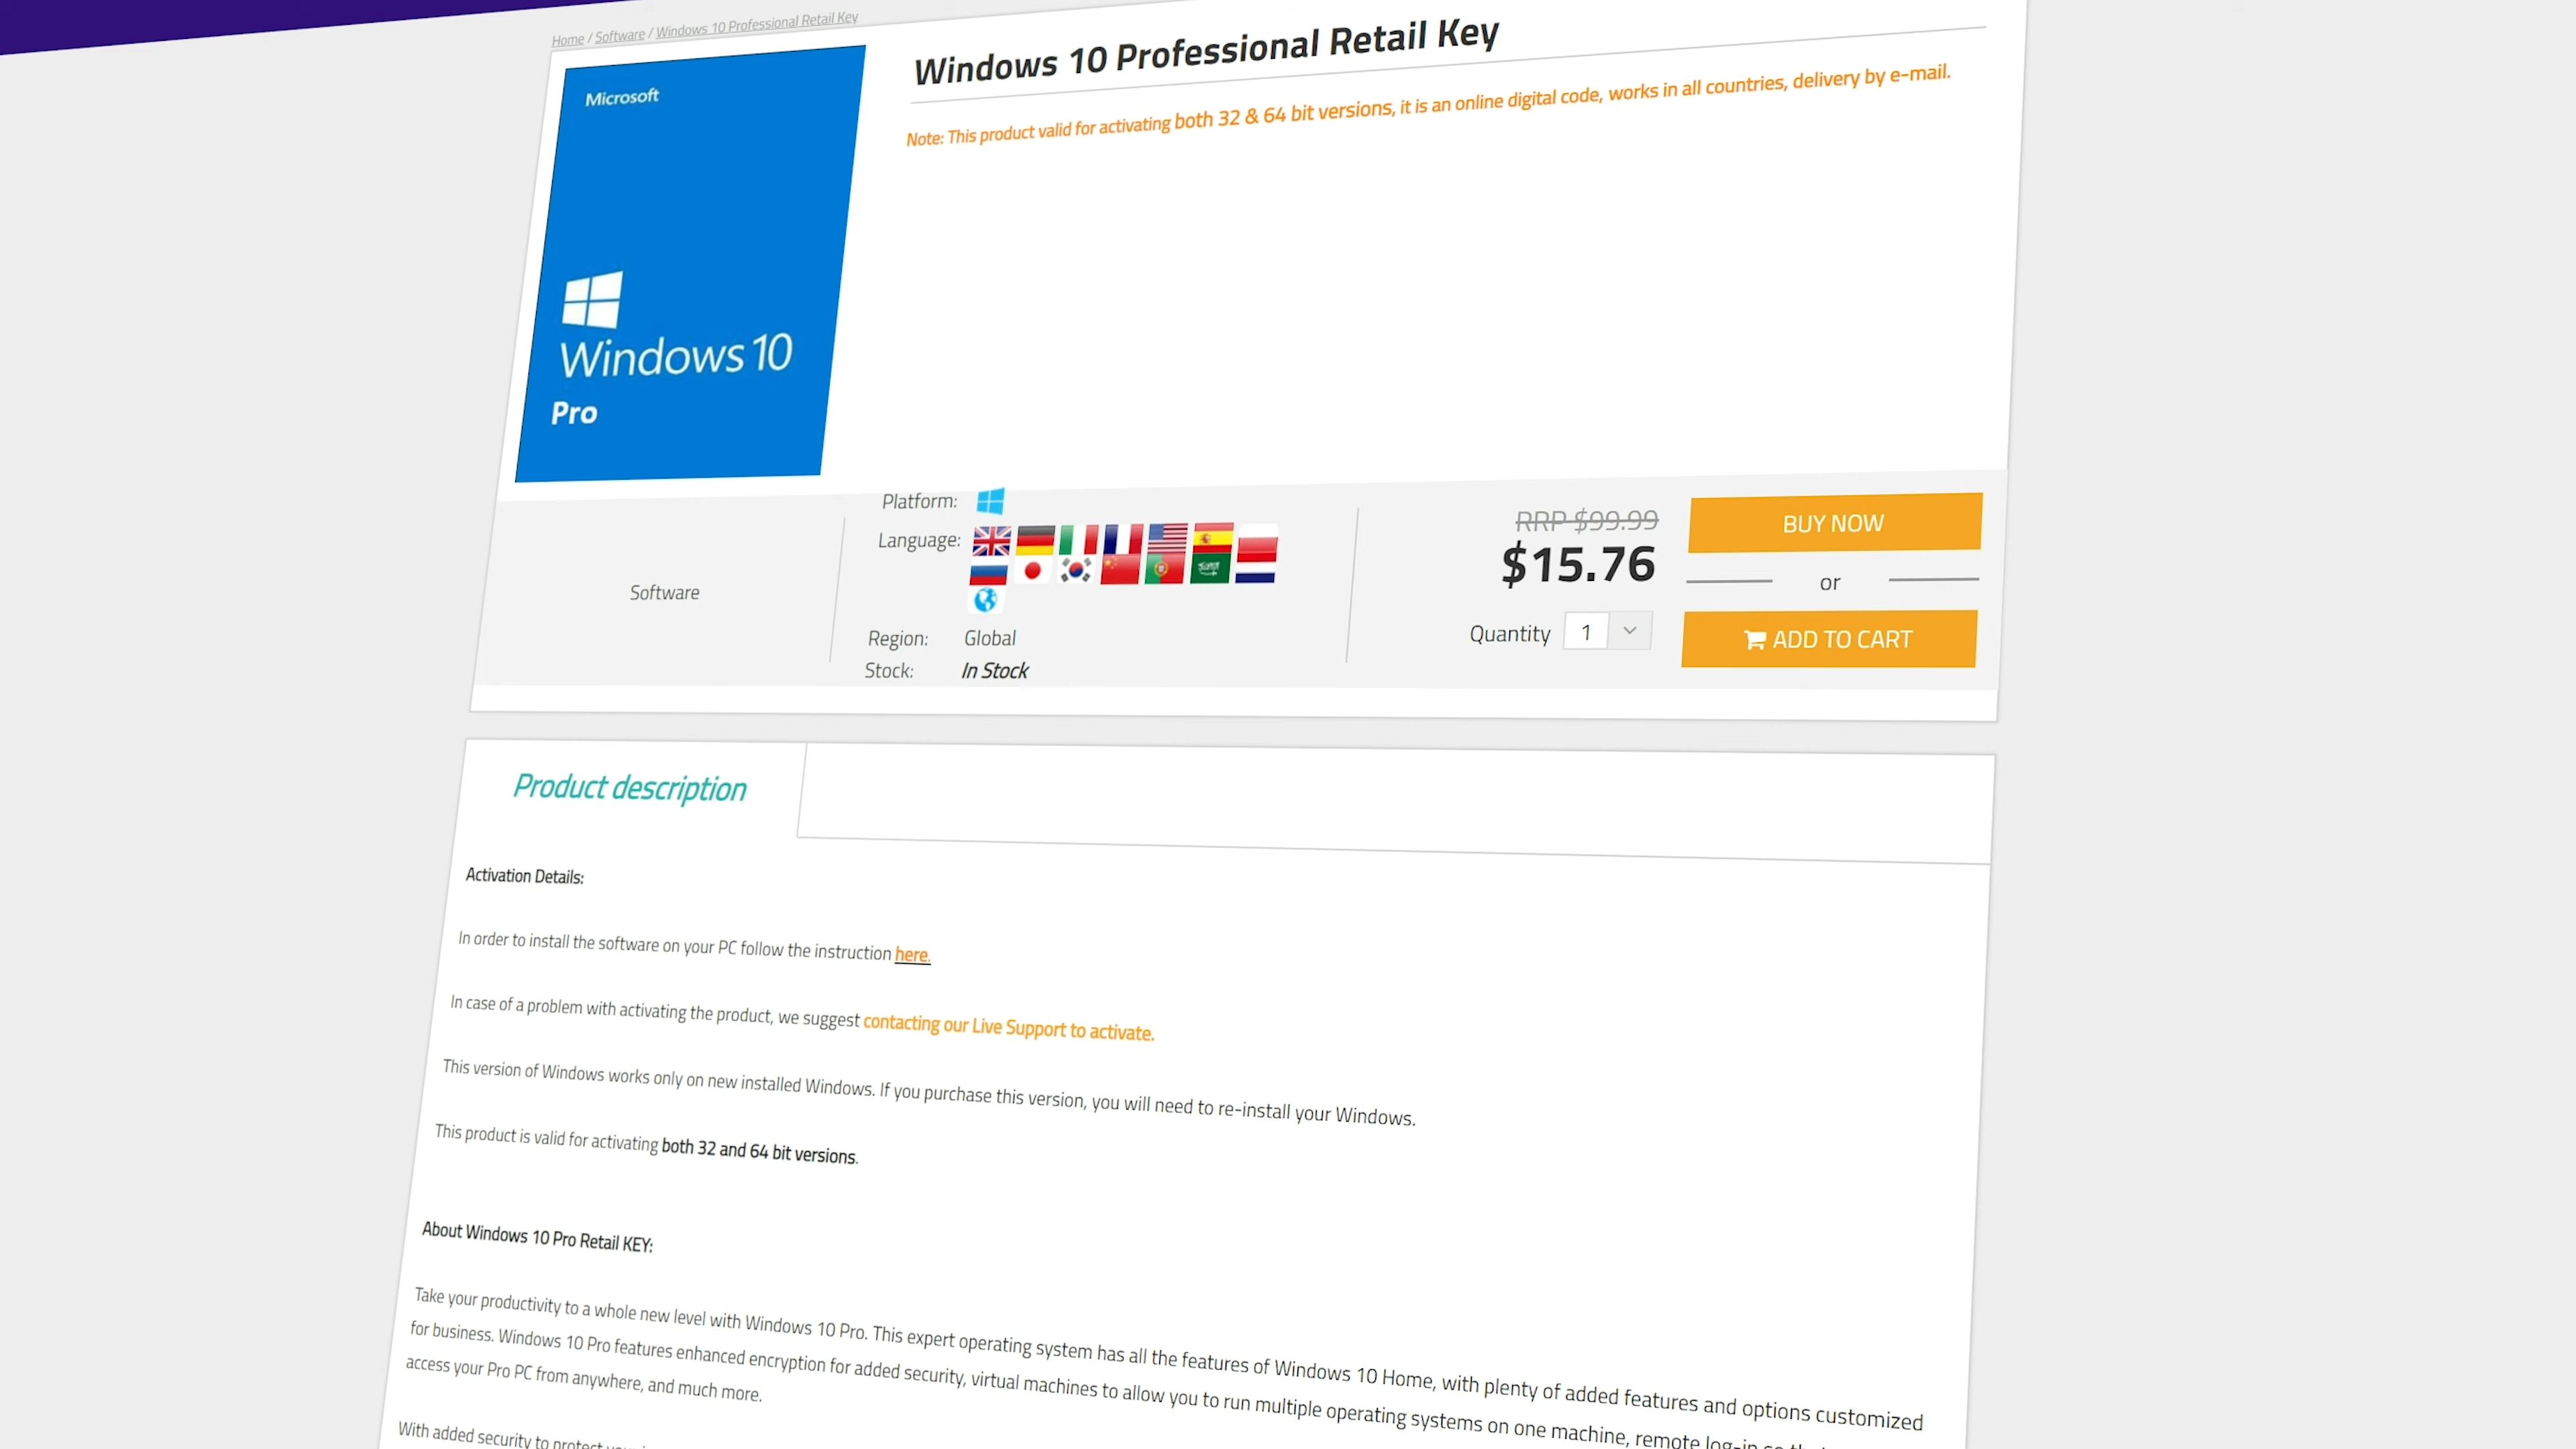 Home / Software / Windows 10 Professional Retail Key
Microsoft
Windows 10
Pro
Windows 10 Professional Retail Key
Note: This product valid for activating both 32 & 64 bit versions, it is an online digital code, works in all countries, delivery by e-mail.
Software
Platform:
Language:
Region: Global
Stock: In Stock
RRP $99.99
$15.76
Quantity 1
BUY NOW
or
ADD TO CART
Product description
Activation Details:
In order to install the software on your PC follow the instruction here.
In case of a problem with activating the product, we suggest contacting our Live Support to activate.
This version of Windows works only on new installed Windows. If you purchase this version, you will need to re-install your Windows.
This product is valid for activating both 32 and 64 bit versions.
About Windows 10 Pro Retail KEY:
Take your productivity to a whole new level with Windows 10 Pro. This expert operating system has all the features of Windows 10 Home, with plenty of added features and options customized
for business. Windows 10 Pro features enhanced encryption for added security, virtual machines to allow you to run multiple operating systems on one machine, remote log-in so
access your Pro PC from anywhere, and much more.
With added security to protect